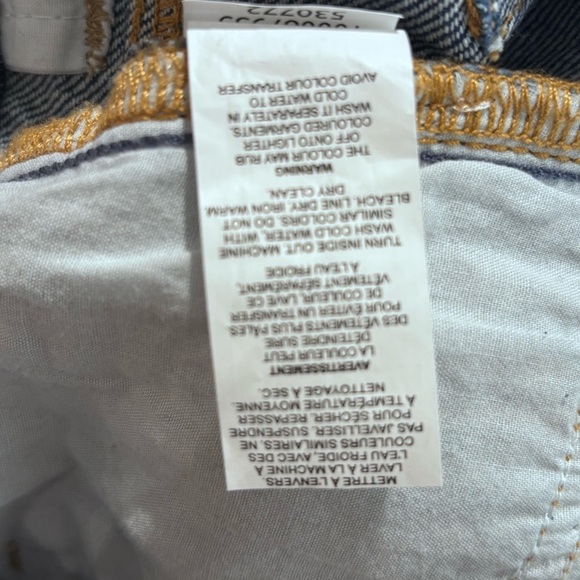 METTRE À L'ENVERS.
LAVER À LA MACHINE À
L'EAU FROIDE, AVEC DES
COULEURS SIMILAIRES. NE
PAS JAVELLISER. SUSPENDRE
POUR SÉCHER. REPASSER
À TEMPÉRATURE MOYENNE.
NETTOYAGE À SEC.
AVERTISSEMENT
LA COULEUR PEUT
DÉTEINDRE SURE
DES VÊTEMENTS PLUS PÂLES
POUR ÉVITER UN TRANSFER
DE COULEUR, LAVE CE
VÊTEMENT SÉPARÉMENT,
À L'EAU FROIDE
TURN INSIDE OUT. MACHINE
WASH COLD WATER, WITH
SIMILAR COLORS. DO NOT
BLEACH. LINE DRY. IRON WARM.
DRY CLEAN.
WARNING
THE COLOUR MAY RUB
OFF ONTO LIGHTER
COLOURED GARMENTS.
WASH IT SEPARATELY IN
COLD WATER TO
AVOID COLOUR TRANSFER
530772